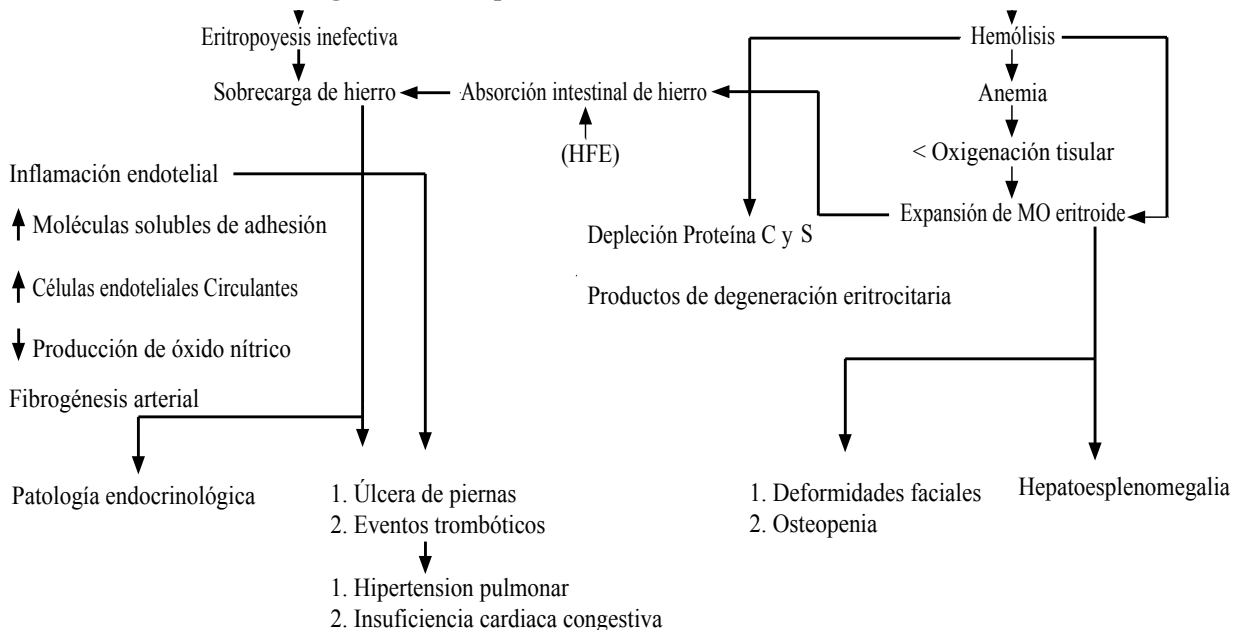 Eritropoyesis inefectiva
Hemólisis
Sobrecarga de hierro
Absorción intestinal de hierro
Anemia
(HFE)
< Oxigenación tisular
Inflamación endotelial
Expansión de MO eritroide
Moléculas solubles de adhesión
Depleción Proteína C y S
Células endoteliales Circulantes
Productos de degeneración eritrocitaria
Producción de óxido nítrico
Fibrogénesis arterial
Patología endocrinológica
1. Úlcera de piernas
2. Eventos trombóticos
1. Deformidades faciales
2. Osteopenia
Hepatoesplenomegalia
1. Hipertension pulmonar
2. Insuficiencia cardiaca congestiva